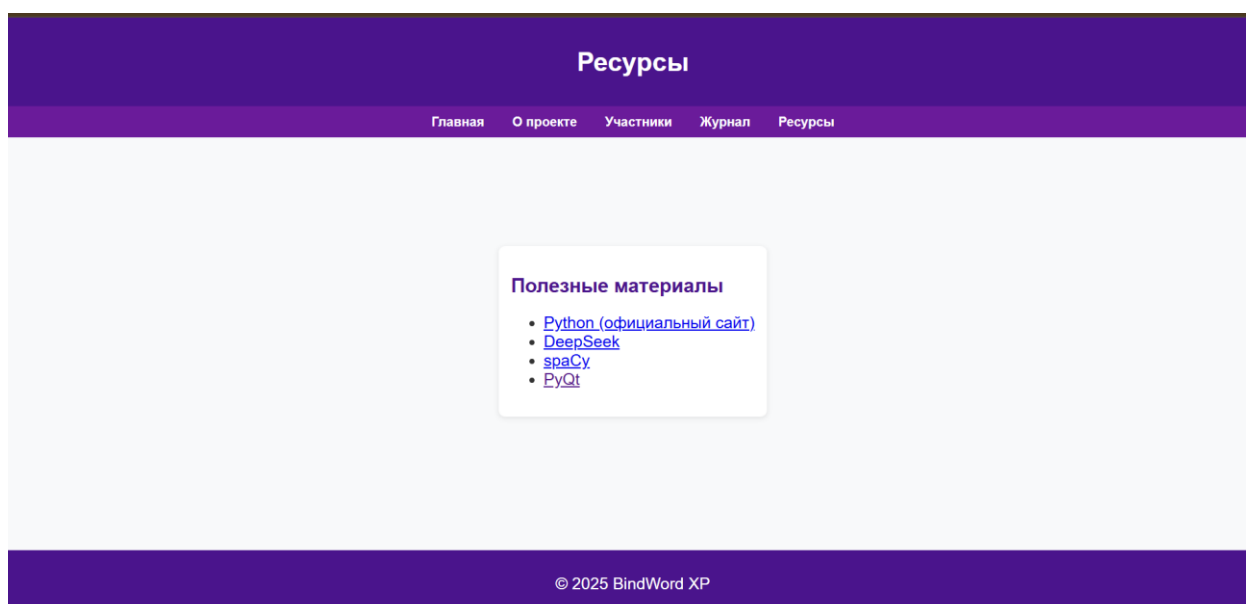 Ресурсы
Главная О проекте Участники Журнал Ресурсы
Полезные материалы
Python (официальный сайт)
DeepSeek
spaCy
PyQt
© 2025 BindWord XP